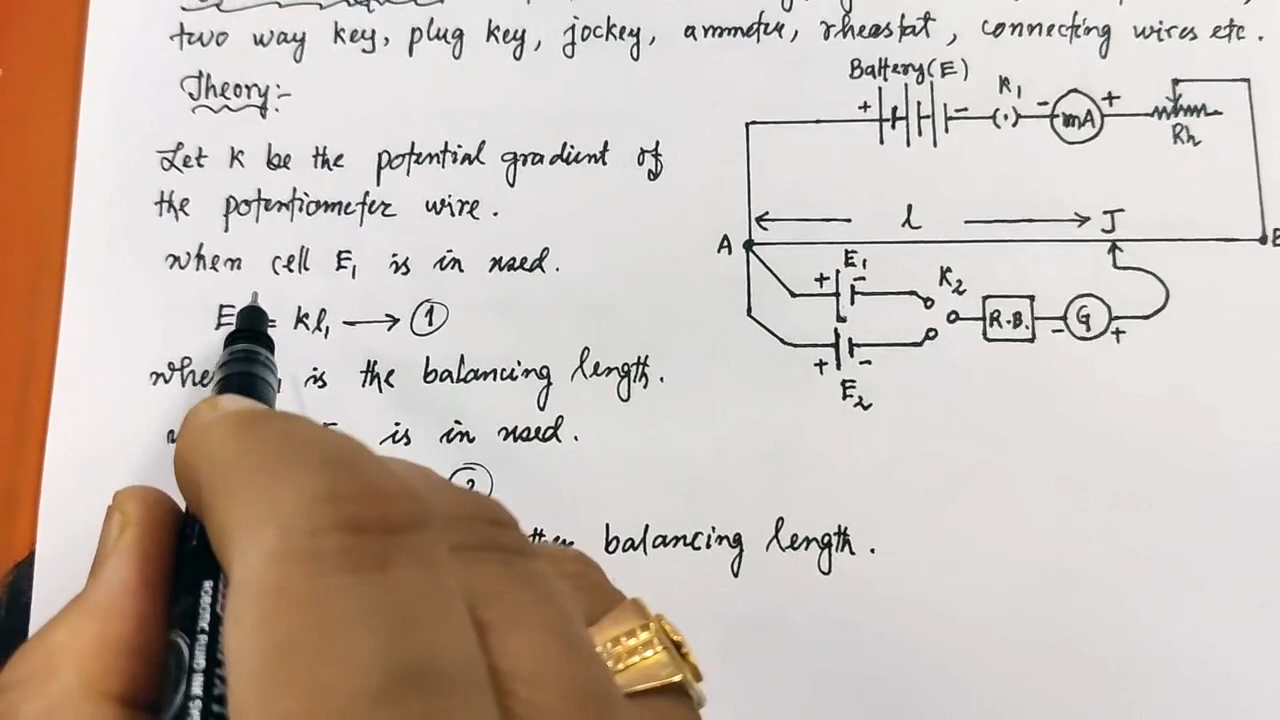 two way key, plug key, jockey, ammeter, rheostat, connecting wires etc.
Theory:-
Let K be the potential gradient of
the potentiometer wire.
when cell E₁ is in used.
E = Kl₁ → ①
is the balancing length.
is in used.
②
balancing length.
Battery(E)
+ - K₁ - mA +
Rh
l J
A
E₁
+ - K₂
R.B. - G +
+ -
E₂